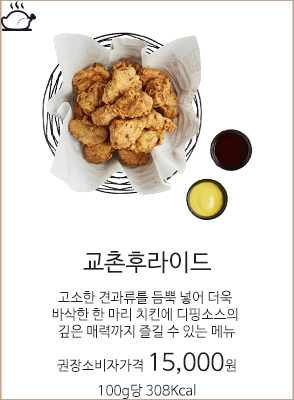 교촌후라이드
고소한 견과류를 듬뿍 넣어 더욱
바삭한 한 마리 치킨에 디핑소스의
깊은 매력까지 즐길 수 있는 메뉴
권장소비자가격 15,000원
100g당 308Kcal